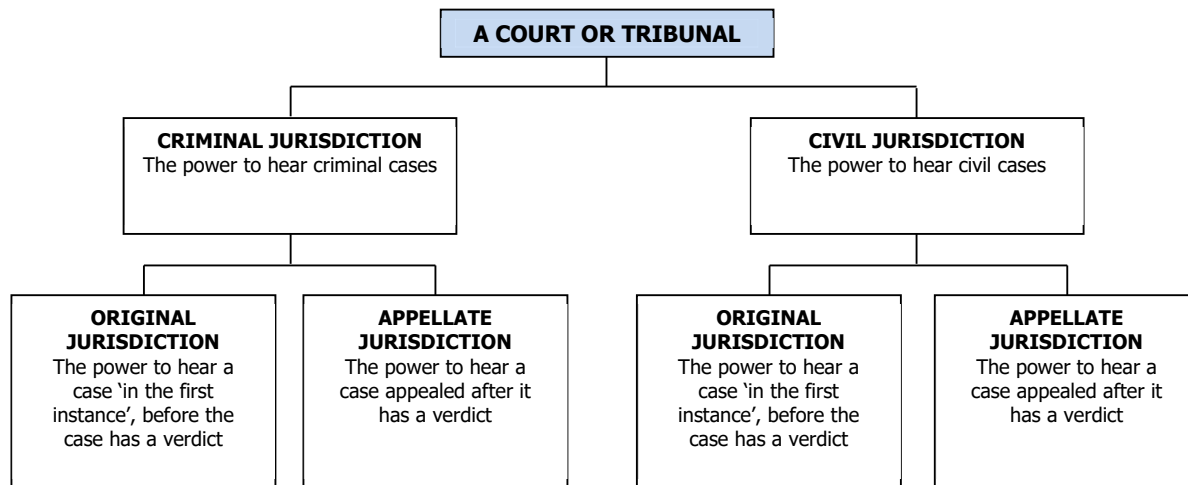 A COURT OR TRIBUNAL
CRIMINAL JURISDICTION
The power to hear criminal cases
CIVIL JURISDICTION
The power to hear civil cases
ORIGINAL
JURISDICTION
The power to hear a
case ‘in the first
instance’, before the
case has a verdict
APPELLATE
JURISDICTION
The power to hear a
case appealed after it
has a verdict
ORIGINAL
JURISDICTION
The power to hear a
case ‘in the first
instance’, before the
case has a verdict
APPELLATE
JURISDICTION
The power to hear a
case appealed after it
has a verdict